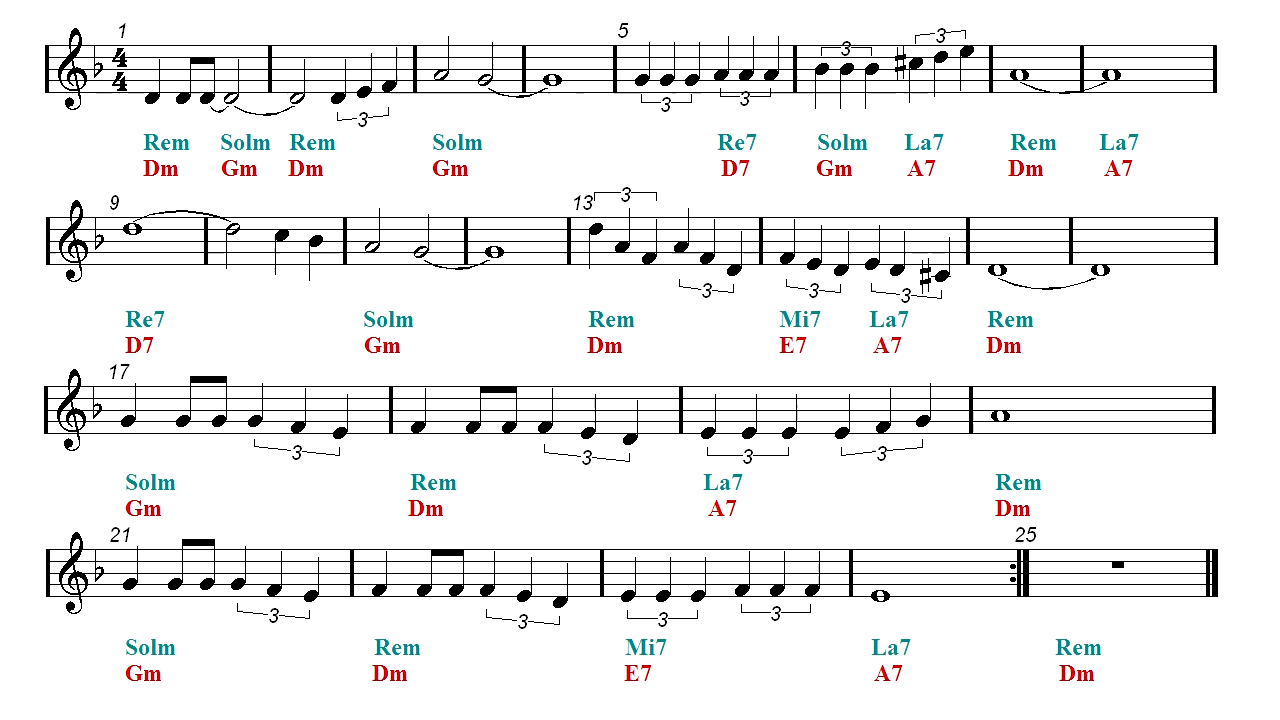 1 5
4
4
3 3 3 3
Rem Solm Rem Solm Re7 Solm La7 Rem La7
Dm Gm Dm Gm D7 Gm A7 Dm A7
9 3 13
3 3 3
Re7 Solm Rem Mi7 La7 Rem
D7 Gm Dm E7 A7 Dm
17
3 3 3 3
Solm Rem La7 Rem
Gm Dm A7 Dm
21 25
3 3 3 3
Solm Rem Mi7 La7 Rem
Gm Dm E7 A7 Dm